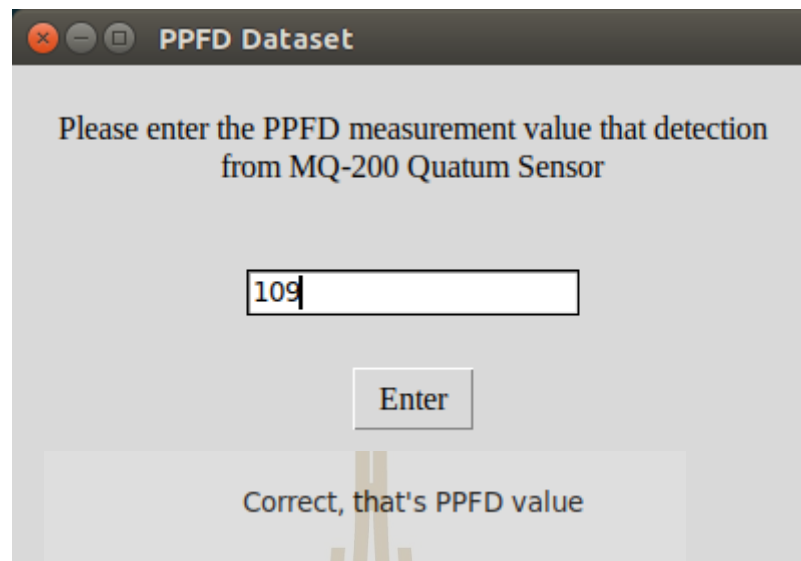 PPFD Dataset
Please enter the PPFD measurement value that detection
from MQ-200 Quatum Sensor
109
Enter
Correct, that's PPFD value